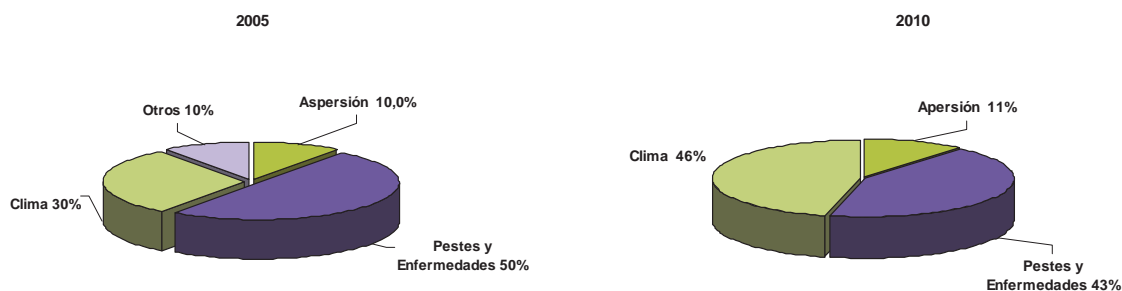 2005
Otros 10%
Aspersión 10,0%
Clima 30%
Pestes y
Enfermedades 50%
2010
Apersión 11%
Clima 46%
Pestes y
Enfermedades 43%